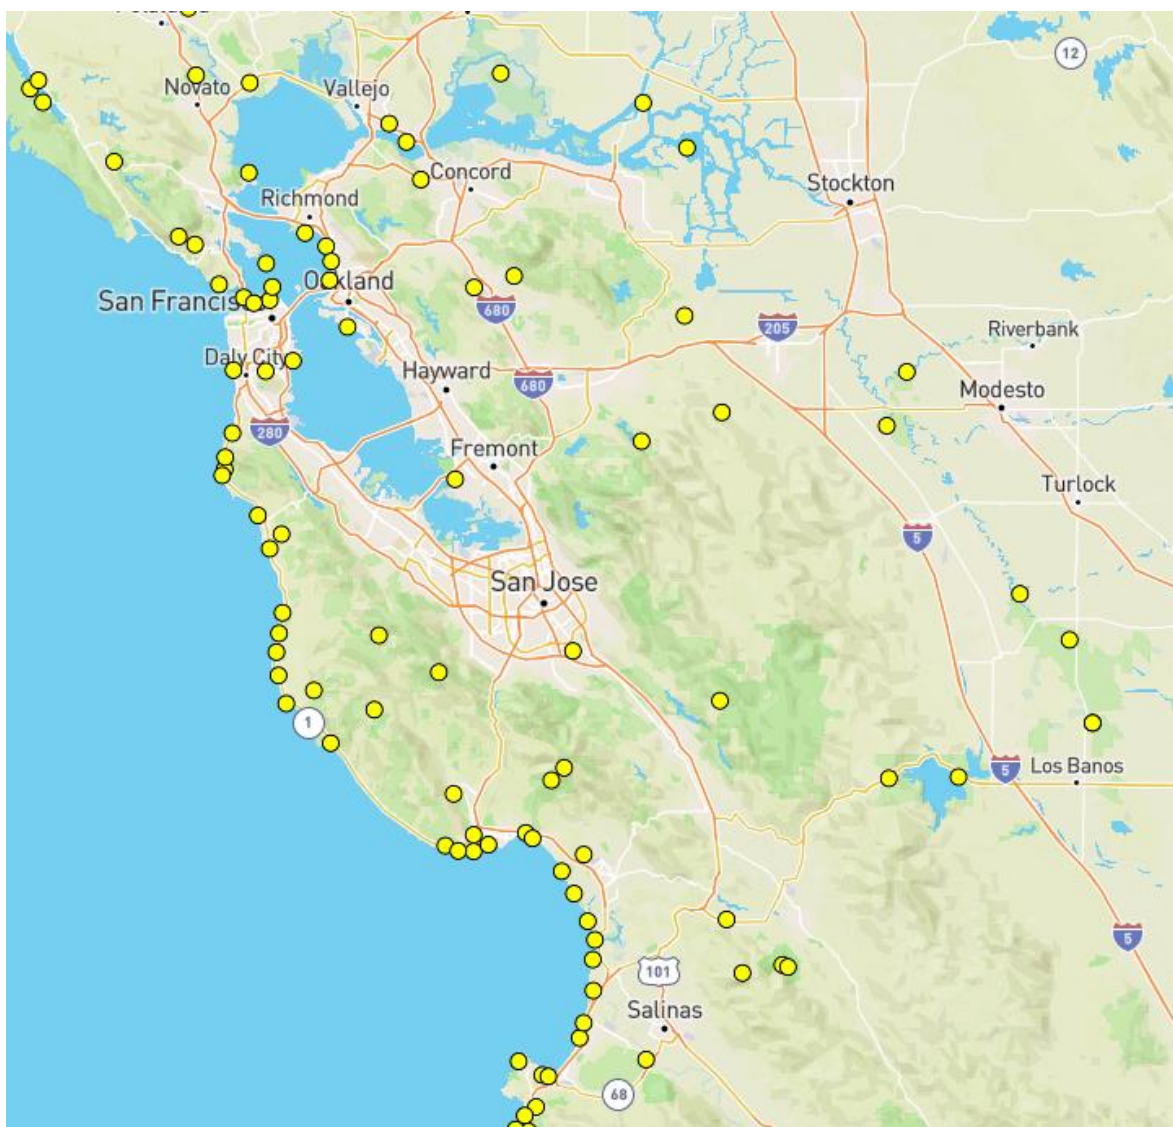 Novato
Vallejo
12
Concord
Stockton
Richmond
Oakland
San Francis
680
205
Riverbank
Daly City
Hayward
680
Modesto
280
Fremont
Turlock
5
San Jose
1
5
Los Banos
5
101
Salinas
68